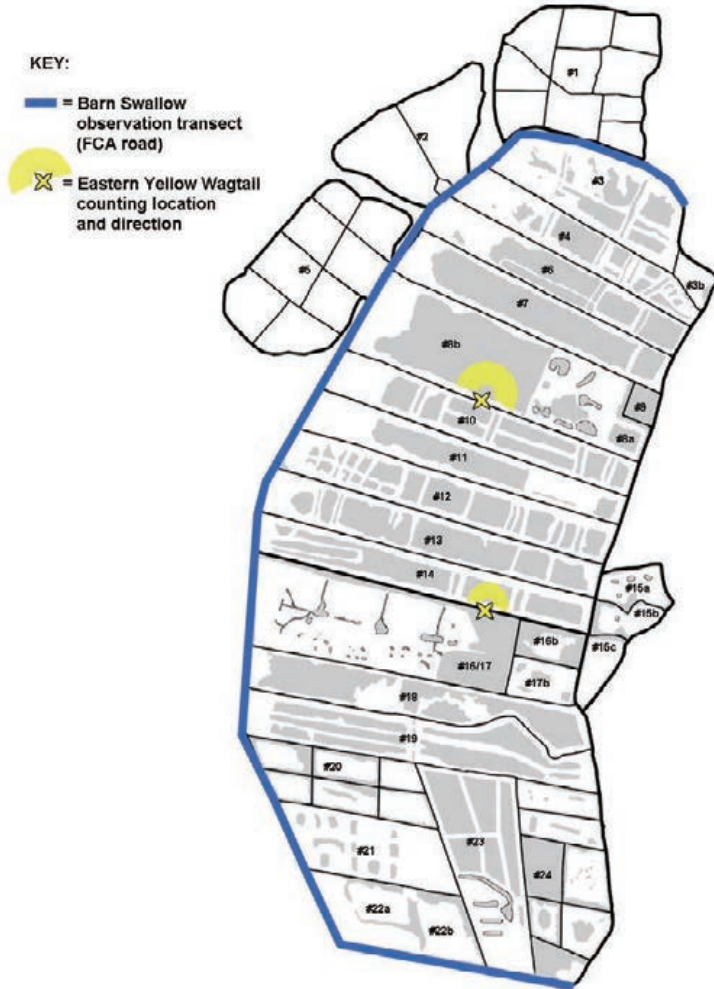 KEY:
= Barn Swallow
observation transect
(FCA road)
= Eastern Yellow Wagtail
counting location
and direction
#1
#2
#3
#4
#3b
#5
#6
#7
#8b
#8
#10
#8a
#11
#12
#13
#14
#15a
#15b
#16b
#15c
#16/17
#17b
#18
#19
#20
#23
#21
#24
#22a
#22b